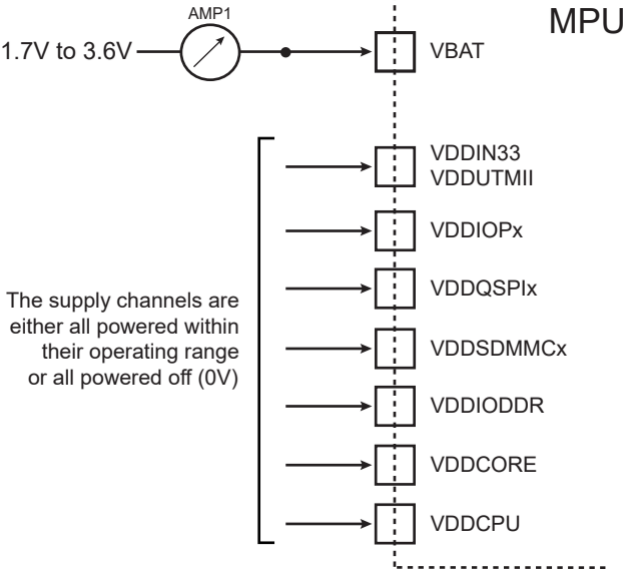 AMP1
MPU
1.7V to 3.6V
VBAT
VDDIN33
VDDUTMII
VDDIOPx
VDDQSPIx
The supply channels are
either all powered within
their operating range
or all powered off (0V)
VDDSDMMCx
VDDIODDR
VDDCORE
VDDCPU